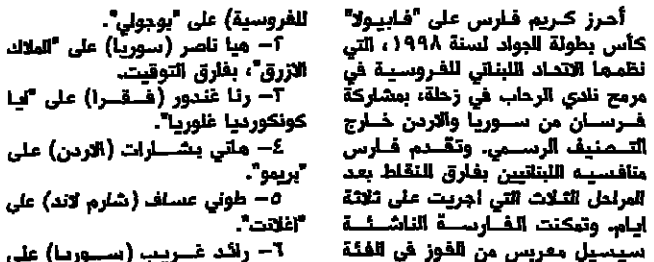 أحرز كريم فارس على "فابيولا"
كأس بطولة الجواد لسنة ١٩٩٨، التي
نظمها الاتحاد اللبناني للفروسية في
مرمح نادي الرحاب في زحلة، بمشاركة
فرسان من سوريا والاردن خارج
التصنيف الرسمي. وتقدم فارس
منافسيه اللبنانيين بفارق النقاط بعد
المراحل الثلاث التي اجريت على ثلاثة
ايام. وتمكنت الفارسة الناشئة
سيسيل معربس من الفوز في الفئة
للفروسية) على "بوجولي".
٢– هيا ناصر (سوريا) على "الملاك
الازرق"، بفارق التوقيت.
٣– رنا غندور (فقرا) على "ايا
كونكورديا غلوريا".
٤– هاني بشارات (الاردن) على
"بريمو".
٥– طوني عساف (شارم لاند) على
"اغلانت".
٦– رائد غريب (سوريا) على